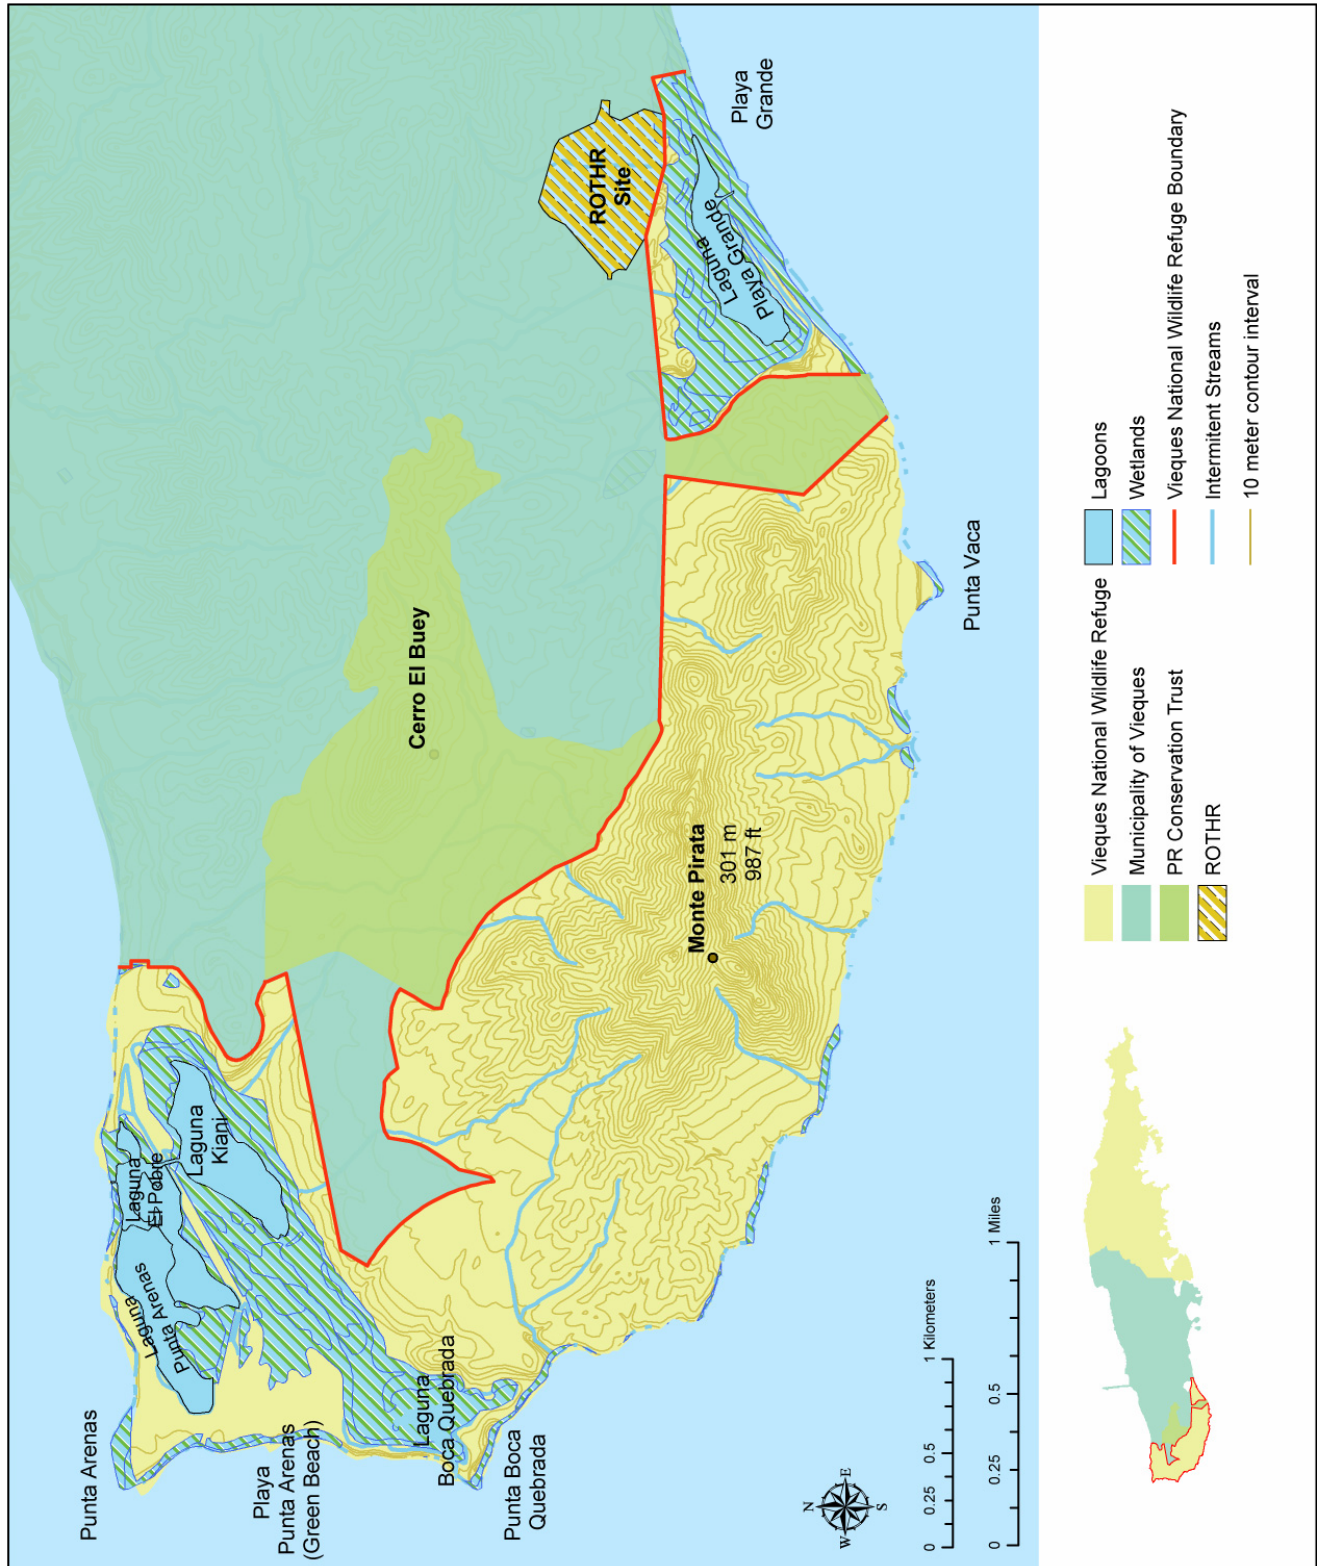 Punta Arenas
Playa
Punta Arenas
(Green Beach)
Laguna
Punta Arenas
Laguna
El Pobre
Laguna
Kiani
Laguna
Boca Quebrada
Punta Boca
Quebrada
Cerro El Buey
Monte Pirata
301 m
987 ft
ROTHR
Site
Laguna
Playa Grande
Playa
Grande
Punta Vaca
N
E
S
W
0 0.25 0.5 1 Kilometers
0 0.25 0.5 1 Miles
Vieques National Wildlife Refuge
Municipality of Vieques
PR Conservation Trust
ROTHR
Lagoons
Wetlands
Vieques National Wildlife Refuge Boundary
Intermitent Streams
10 meter contour interval